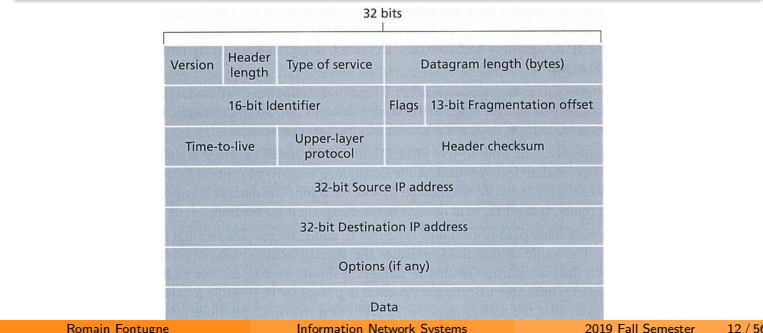 32 bits
Version Header length Type of service Datagram length (bytes)
16-bit Identifier Flags 13-bit Fragmentation offset
Time-to-live Upper-layer protocol Header checksum
32-bit Source IP address
32-bit Destination IP address
Options (if any)
Data
Romain Fontugne Information Network Systems 2019 Fall Semester 12 / 56